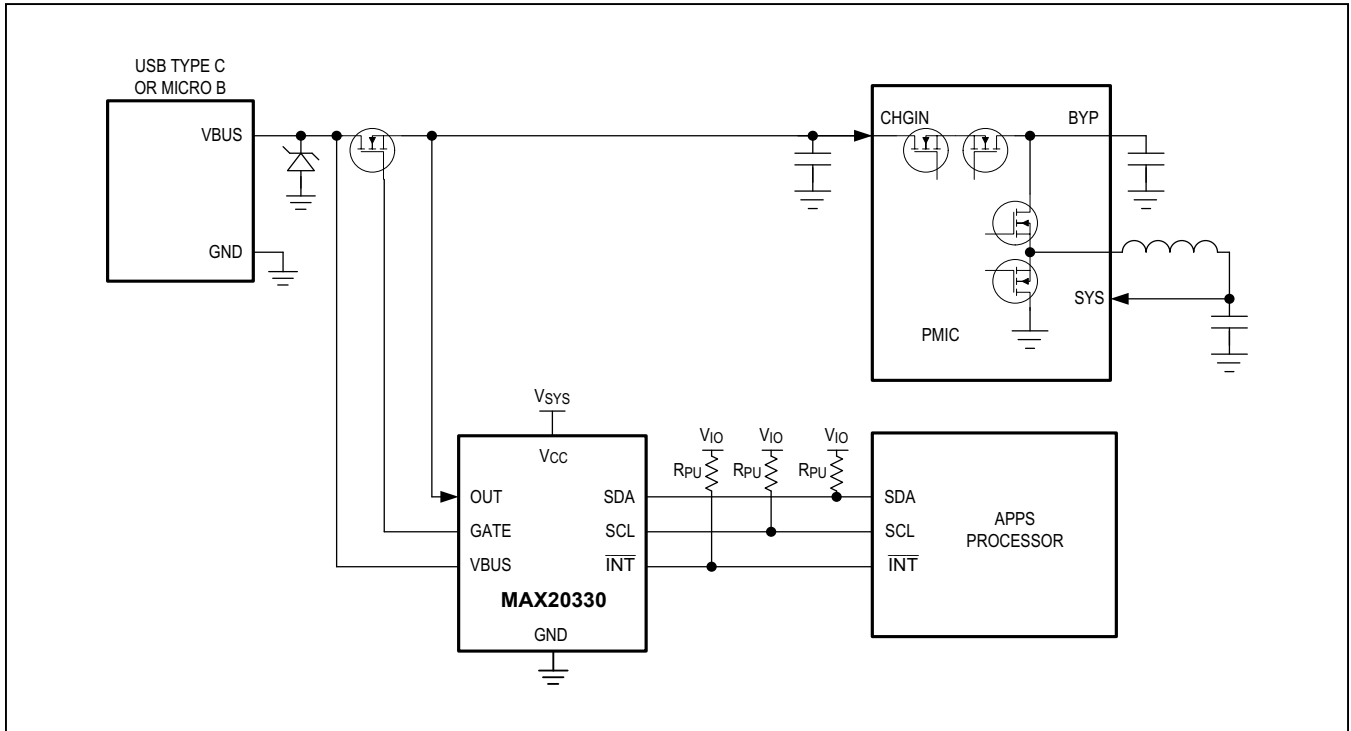 USB TYPE C
OR MICRO B
VBUS
GND
CHGIN
BYP
SYS
PMIC
VSYS
VCC
OUT
GATE
VBUS
SDA
SCL
INT
MAX20330
GND
VIO
VIO
VIO
RPU
RPU
RPU
SDA
SCL
INT
APPS
PROCESSOR